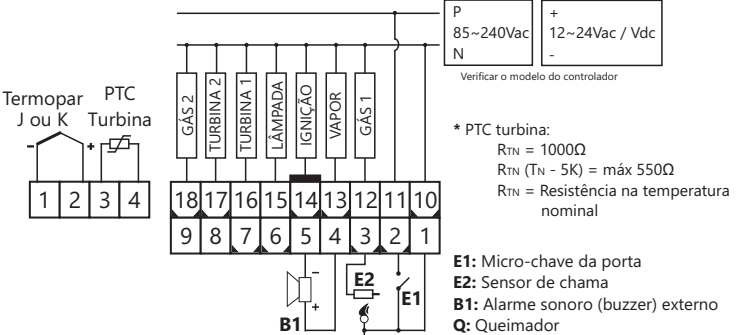 P
85~240Vac
N
+
12~24Vac / Vdc
-
Verificar o modelo do controlador
Termopar
J ou K
PTC
Turbina
- +
GÁS 2
TURBINA 2
TURBINA 1
LÂMPADA
IGNIÇÃO
VAPOR
GÁS 1
1 2 3 4
18 17 16 15 14 13 12 11 10
9 8 7 6 5 4 3 2 1
* PTC turbina:
RTN = 1000Ω
RTN (TN - 5K) = máx 550Ω
RTN = Resistência na temperatura
nominal
-
+
B1
E2
E1
E1: Micro-chave da porta
E2: Sensor de chama
B1: Alarme sonoro (buzzer) externo
Q: Queimador